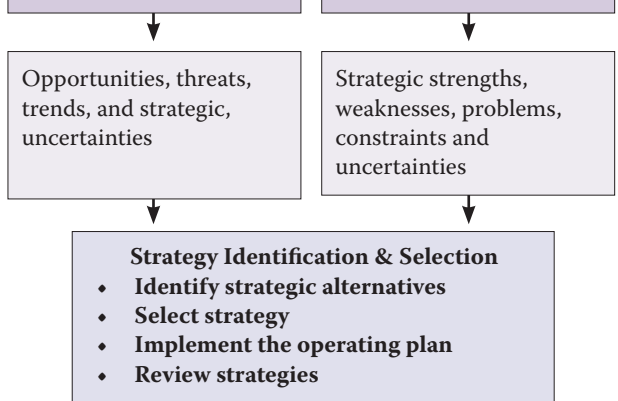 Opportunities, threats,
trends, and strategic,
uncertainties
Strategic strengths,
weaknesses, problems,
constraints and
uncertainties
Strategy Identification & Selection
• Identify strategic alternatives
• Select strategy
• Implement the operating plan
• Review strategies